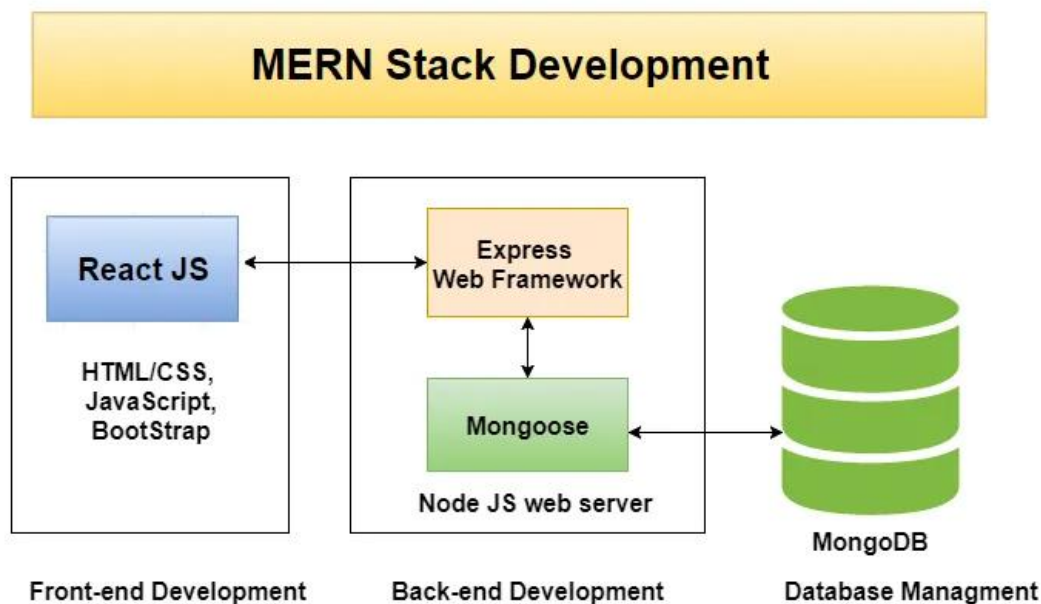 MERN Stack Development
React JS
HTML/CSS,
JavaScript,
BootStrap
Express
Web Framework
Mongoose
Node JS web server
MongoDB
Front-end Development
Back-end Development
Database Managment